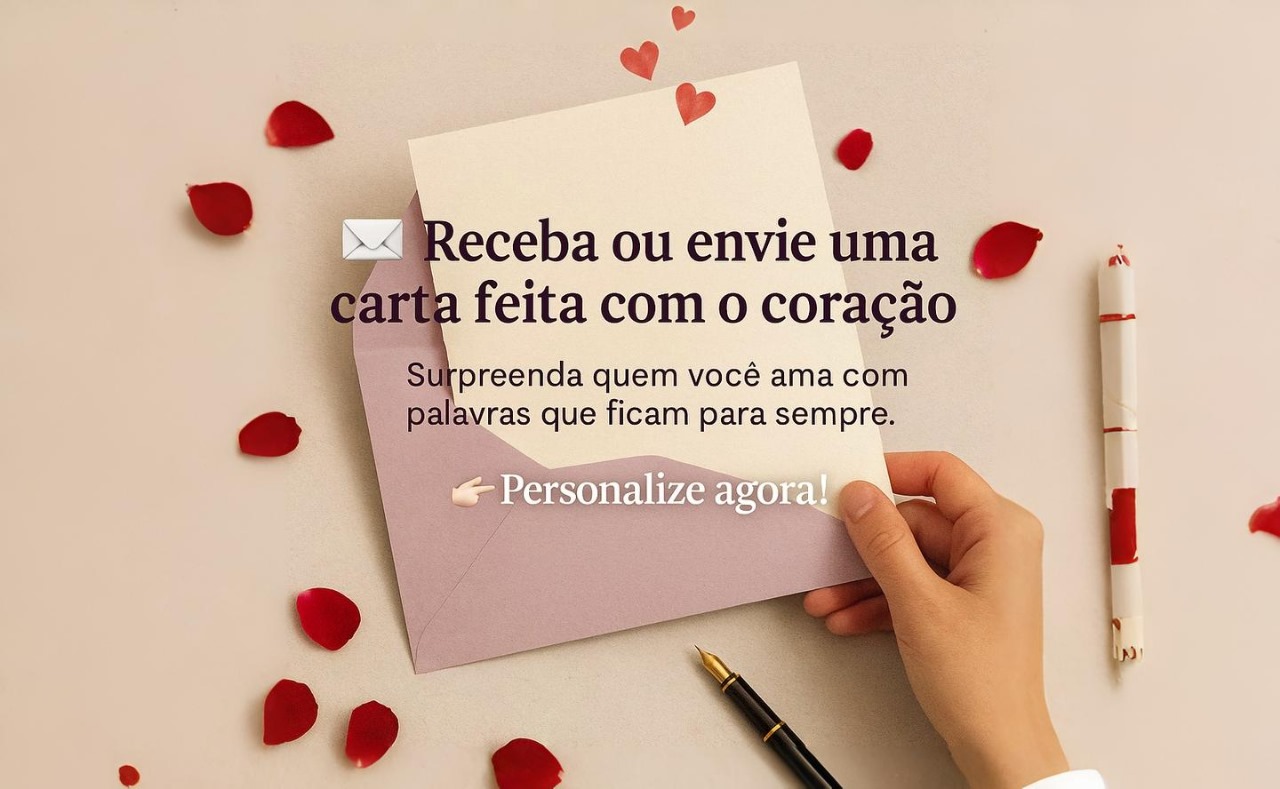 ✉️ Receba ou envie uma
carta feita com o coração
Surpreenda quem você ama com
palavras que ficam para sempre.
👉🏻 Personalize agora!